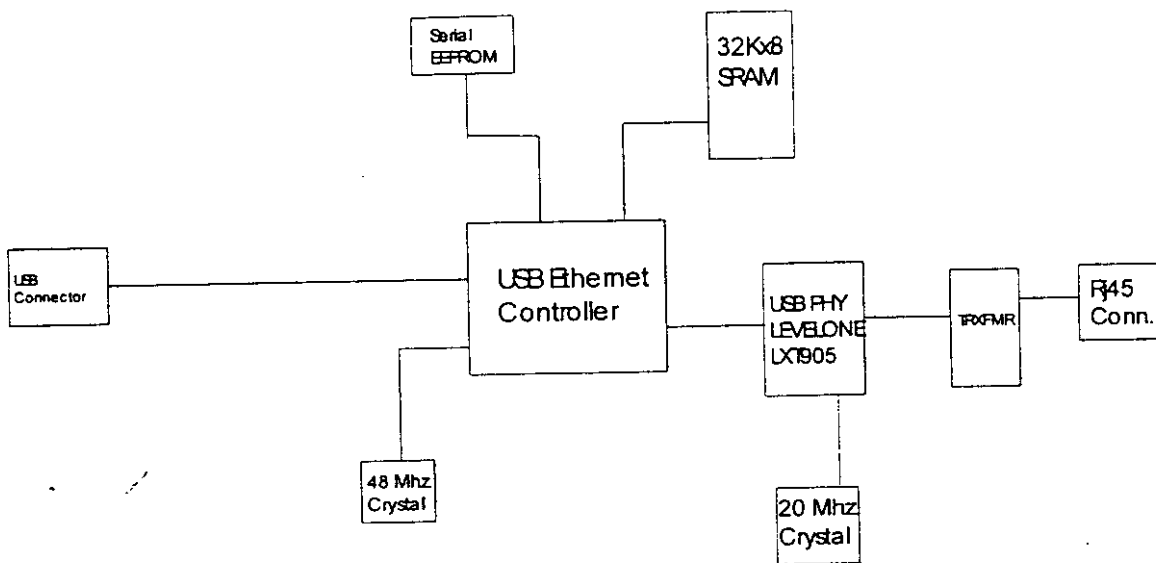 Serial
EEPROM
32Kx8
SRAM
USB
Connector
USB Ethernet
Controller
USB PHY
LEVELONE
LXT905
TRXFMR
Rj45
Conn.
48 Mhz
Crystal
20 Mhz
Crystal